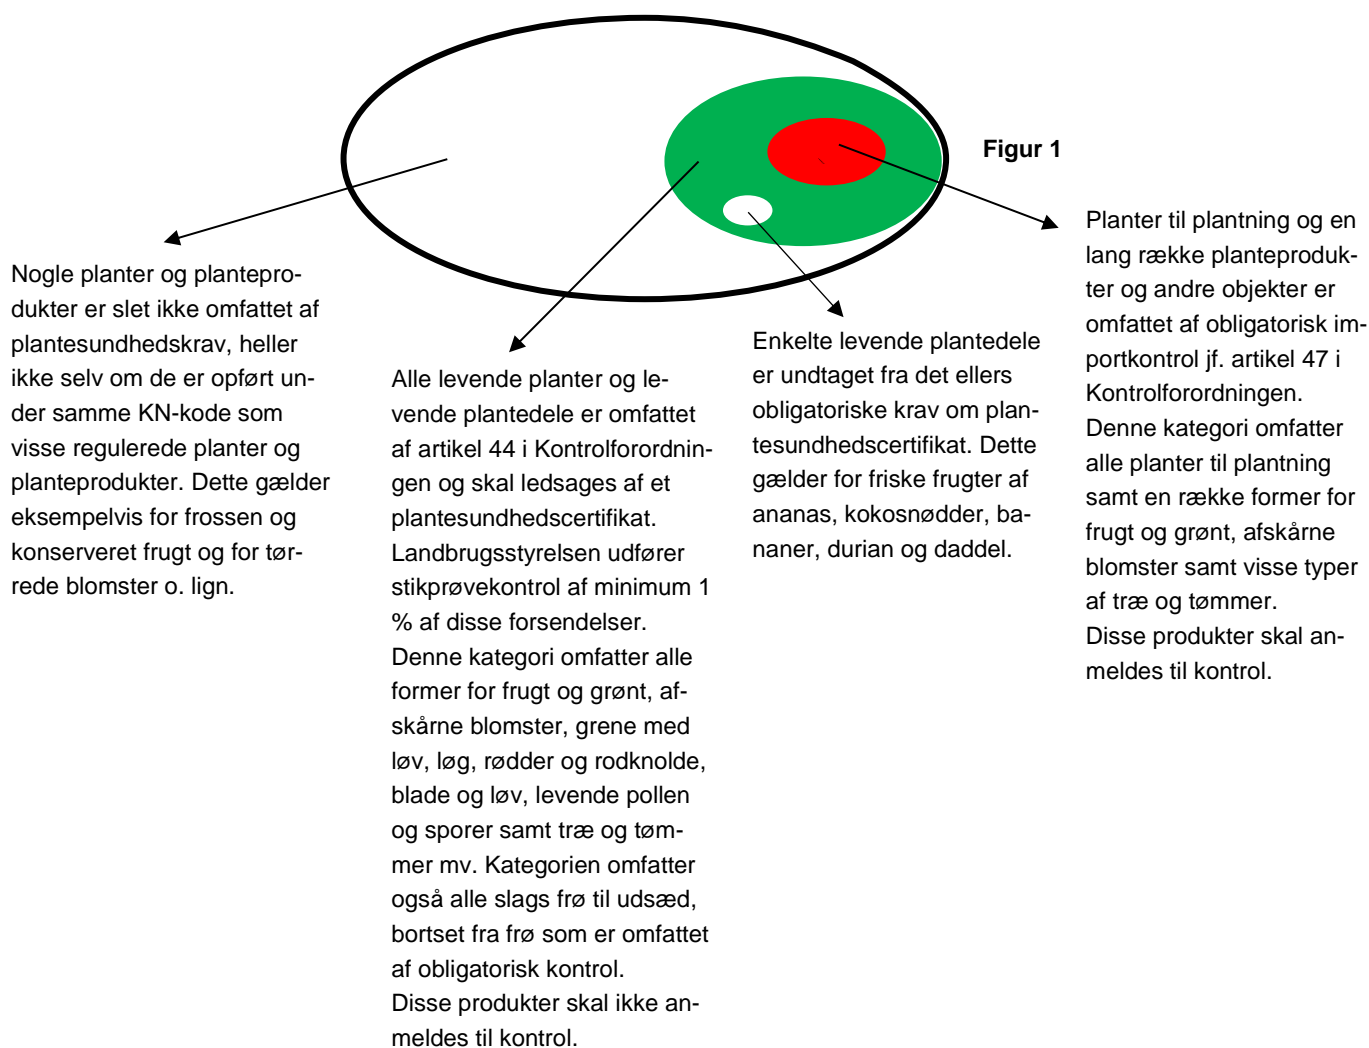 Figur 1
Nogle planter og plantepro-
dukter er slet ikke omfattet af
plantesundhedskrav, heller
ikke selv om de er opført un-
der samme KN-kode som
visse regulerede planter og
planteprodukter. Dette gælder
eksempelvis for frossen og
konserveret frugt og for tør-
rede blomster o. lign.
Alle levende planter og le-
vende plantedele er omfattet
af artikel 44 i Kontrolforordnin-
gen og skal ledsages af et
plantesundhedscertifikat.
Landbrugsstyrelsen udfører
stikprøvekontrol af minimum 1
% af disse forsendelser.
Denne kategori omfatter alle
former for frugt og grønt, af-
skårne blomster, grene med
løv, løg, rødder og rodknolde,
blade og løv, levende pollen
og sporer samt træ og tøm-
mer mv. Kategorien omfatter
også alle slags frø til udsæd,
bortset fra frø som er omfattet
af obligatorisk kontrol.
Disse produkter skal ikke an-
meldes til kontrol.
Enkelte levende plantedele
er undtaget fra det ellers
obligatoriske krav om plan-
tesundhedscertifikat. Dette
gælder for friske frugter af
ananas, kokosnødder, ba-
naner, durian og daddel.
Planter til plantning og en
lang række planteproduk-
ter og andre objekter er
omfattet af obligatorisk im-
portkontrol jf. artikel 47 i
Kontrolforordningen.
Denne kategori omfatter
alle planter til plantning
samt en række former for
frugt og grønt, afskårne
blomster samt visse typer
af træ og tømmer.
Disse produkter skal an-
meldes til kontrol.